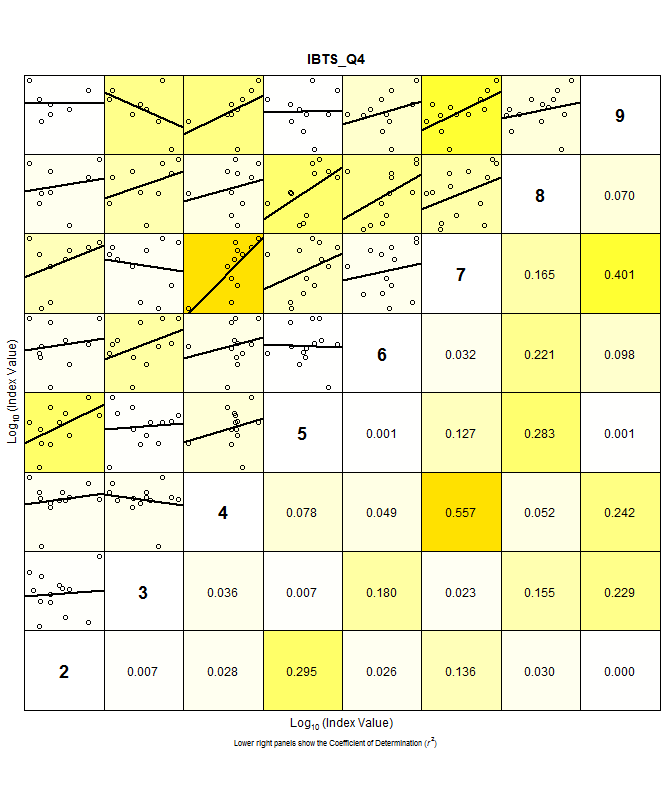 IBTS_Q4
9
8 0.070
7 0.165 0.401
6 0.032 0.221 0.098
5 0.001 0.127 0.283 0.001
4 0.078 0.049 0.557 0.052 0.242
3 0.036 0.007 0.180 0.023 0.155 0.229
2 0.007 0.028 0.295 0.026 0.136 0.030 0.000
Log10 (Index Value)
Log10 (Index Value)
Lower right panels show the Coefficient of Determination (r2)